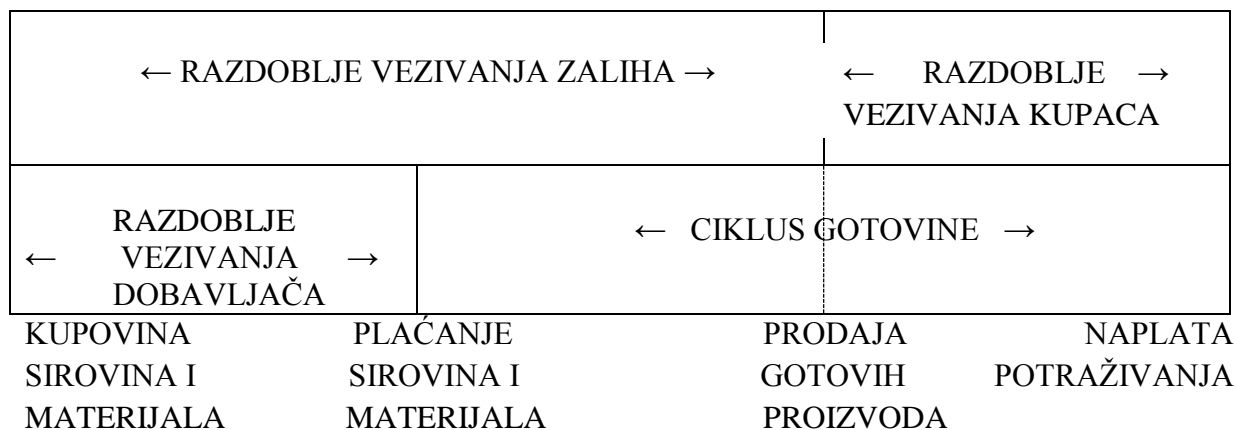 ← RAZDOBLJE VEZIVANJA ZALIHA →
← RAZDOBLJE →
VEZIVANJA KUPACA
RAZDOBLJE
← VEZIVANJA →
DOBAVLJAČA
← CIKLUS GOTOVINE →
KUPOVINA PLAĆANJE PRODAJA NAPLATA
SIROVINA I SIROVINA I GOTOVIH POTRAŽIVANJA
MATERIJALA MATERIJALA PROIZVODA